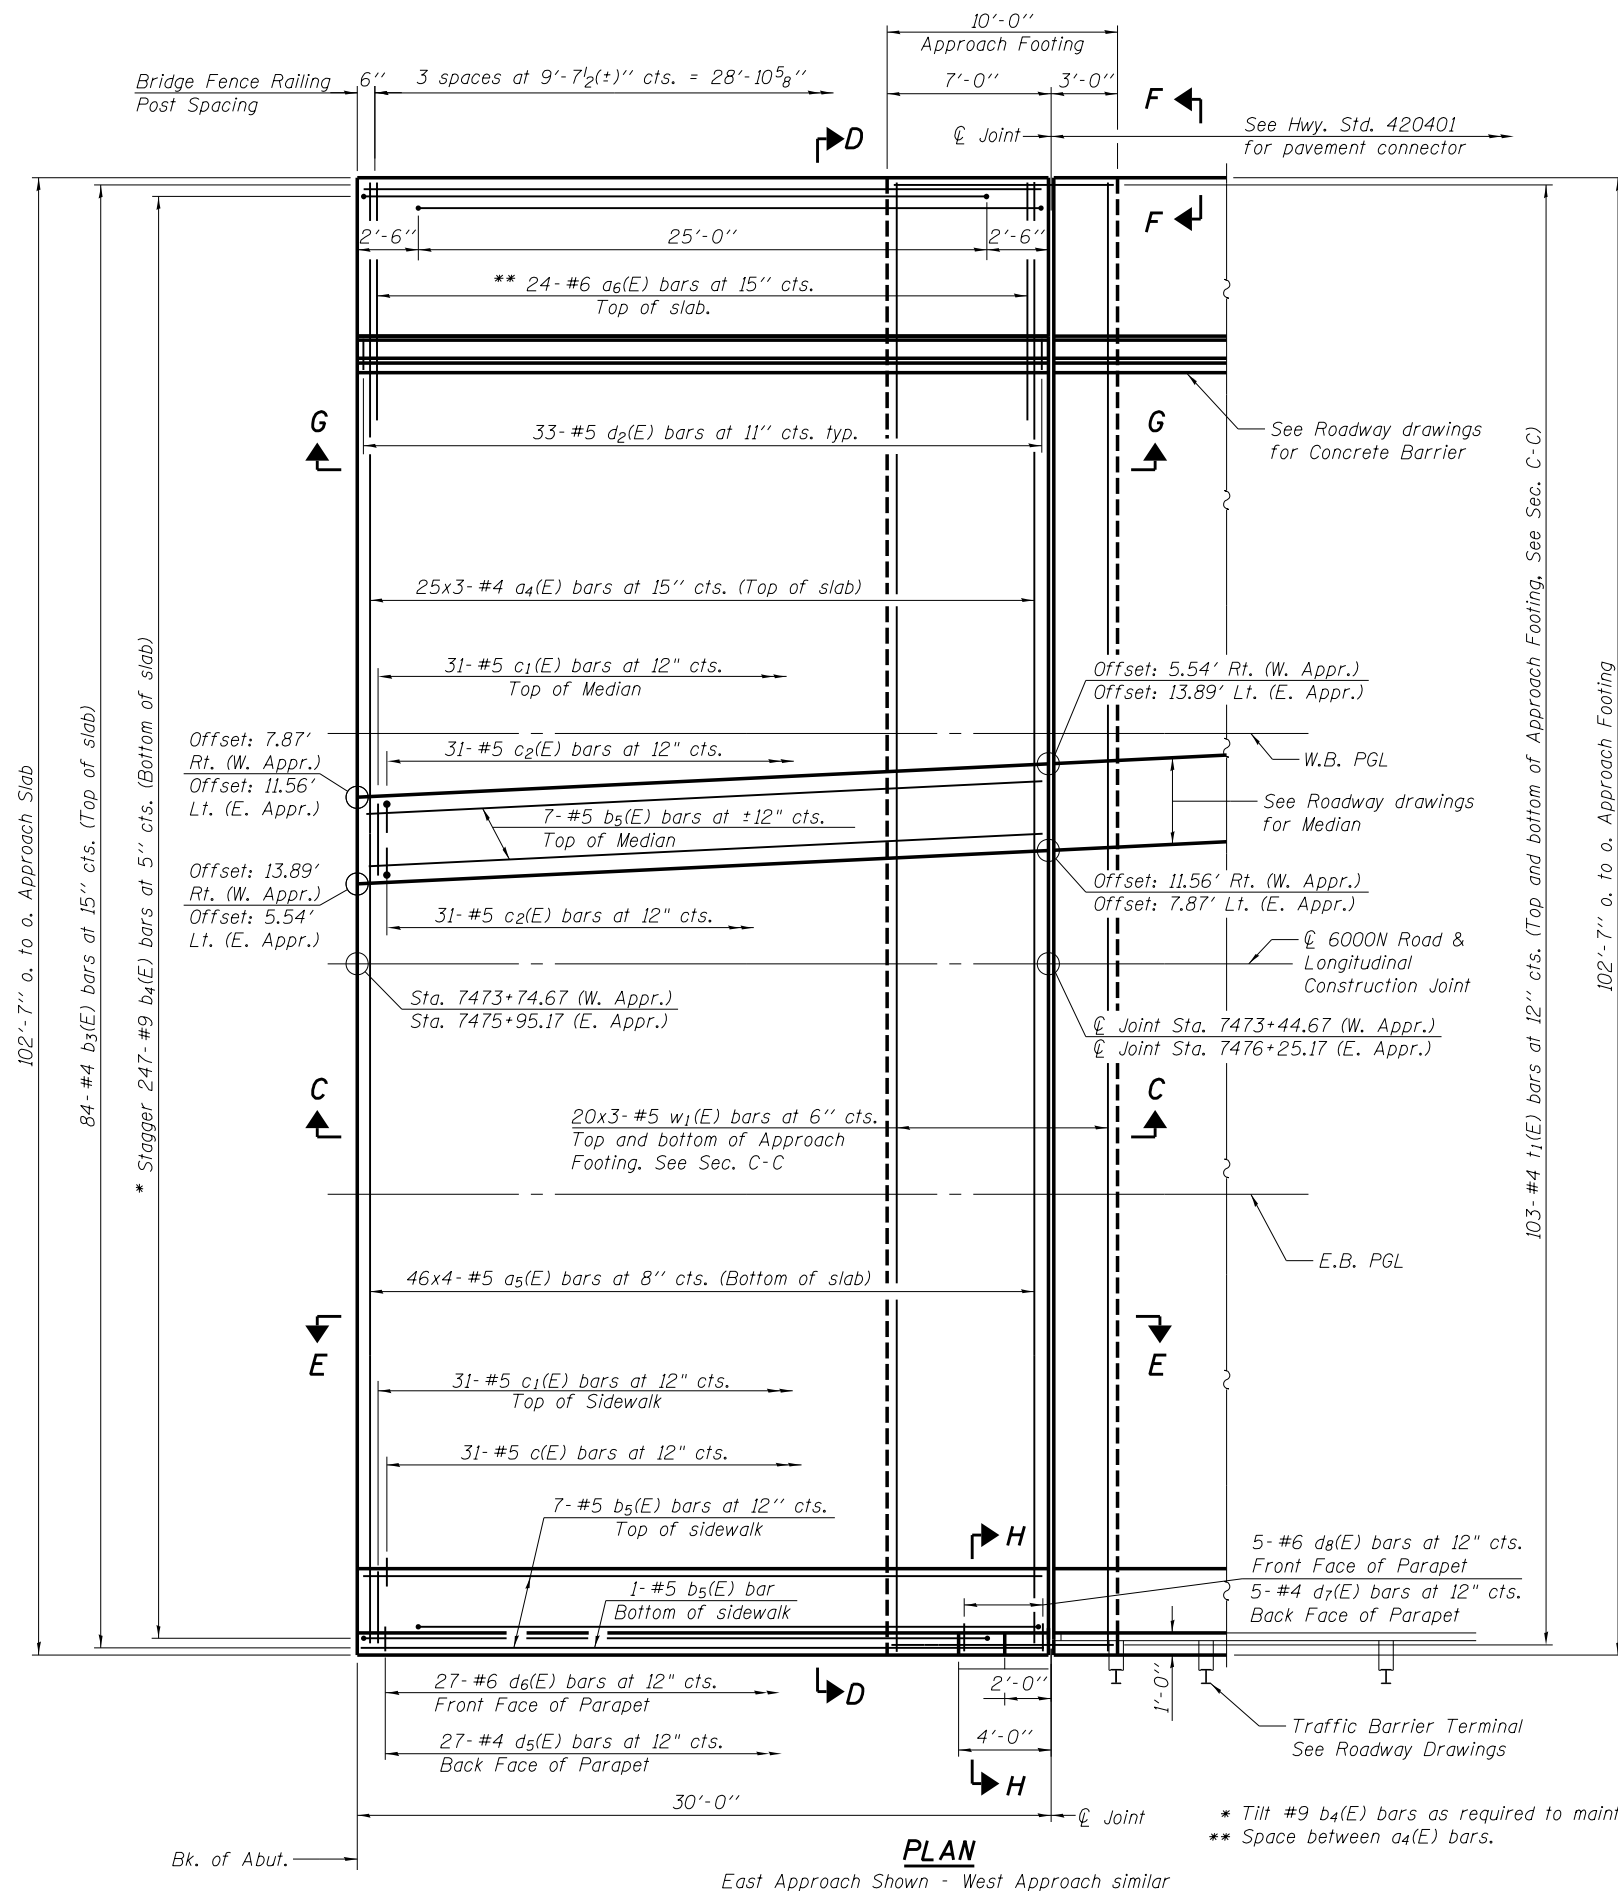 10'-0"
Approach Footing
Bridge Fence Railing
Post Spacing
6"
3 spaces at 9'-7½(±)" cts. = 28'-10⅝"
7'-0"
3'-0"
F
℄ Joint
See Hwy. Std. 420401
for pavement connector
D
F
2'-6"
25'-0"
2'-6"
** 24-#6 a6(E) bars at 15" cts.
Top of slab.
G
33-#5 d2(E) bars at 11" cts. typ.
G
See Roadway drawings
for Concrete Barrier
25x3-#4 a4(E) bars at 15" cts. (Top of slab)
31-#5 c1(E) bars at 12" cts.
Top of Median
Offset: 5.54' Rt. (W. Appr.)
Offset: 13.89' Lt. (E. Appr.)
Offset: 7.87'
Rt. (W. Appr.)
Offset: 11.56'
Lt. (E. Appr.)
31-#5 c2(E) bars at 12" cts.
W.B. PGL
7-#5 b5(E) bars at ±12" cts.
Top of Median
See Roadway drawings
for Median
Offset: 13.89'
Rt. (W. Appr.)
Offset: 5.54'
Lt. (E. Appr.)
Offset: 11.56' Rt. (W. Appr.)
Offset: 7.87' Lt. (E. Appr.)
31-#5 c2(E) bars at 12" cts.
℄ 6000N Road &
Longitudinal
Construction Joint
Sta. 7473+74.67 (W. Appr.)
Sta. 7475+95.17 (E. Appr.)
℄ Joint Sta. 7473+44.67 (W. Appr.)
℄ Joint Sta. 7476+25.17 (E. Appr.)
102'-7" o. to o. Approach Slab
84-#4 b3(E) bars at 15" cts. (Top of slab)
* Stagger 247-#9 b4(E) bars at 5" cts. (Bottom of slab)
103-#4 t1(E) bars at 12" cts. (Top and bottom of Approach Footing, See Sec. C-C)
102'-7" o. to o. Approach Footing
C
20x3-#5 w1(E) bars at 6" cts.
Top and bottom of Approach
Footing. See Sec. C-C
C
E.B. PGL
46x4-#5 a5(E) bars at 8" cts. (Bottom of slab)
E
E
31-#5 c1(E) bars at 12" cts.
Top of Sidewalk
31-#5 c(E) bars at 12" cts.
7-#5 b5(E) bars at 12" cts.
Top of sidewalk
H
1-#5 b5(E) bar
Bottom of sidewalk
5-#6 d8(E) bars at 12" cts.
Front Face of Parapet
5-#4 d7(E) bars at 12" cts.
Back Face of Parapet
27-#6 d6(E) bars at 12" cts.
Front Face of Parapet
D
2'-0"
1'-0"
27-#4 d5(E) bars at 12" cts.
Back Face of Parapet
4'-0"
Traffic Barrier Terminal
See Roadway Drawings
H
30'-0"
℄ Joint
Bk. of Abut.
* Tilt #9 b4(E) bars as required to maint
** Space between a4(E) bars.
PLAN
East Approach Shown - West Approach similar